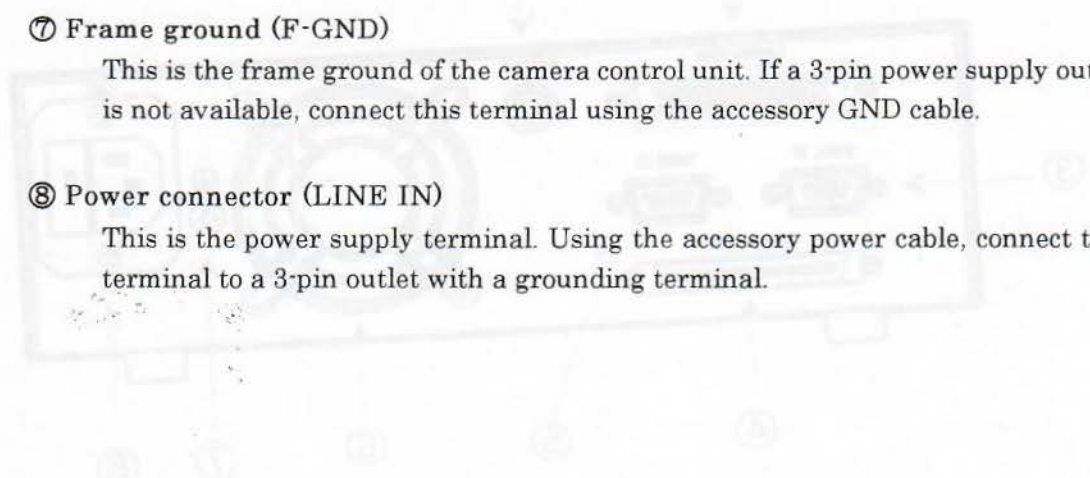 ⑦ Frame ground (F-GND)
This is the frame ground of the camera control unit. If a 3-pin power supply
is not available, connect this terminal using the accessory GND cable.
⑧ Power connector (LINE IN)
This is the power supply terminal. Using the accessory power cable, connect
terminal to a 3-pin outlet with a grounding terminal.